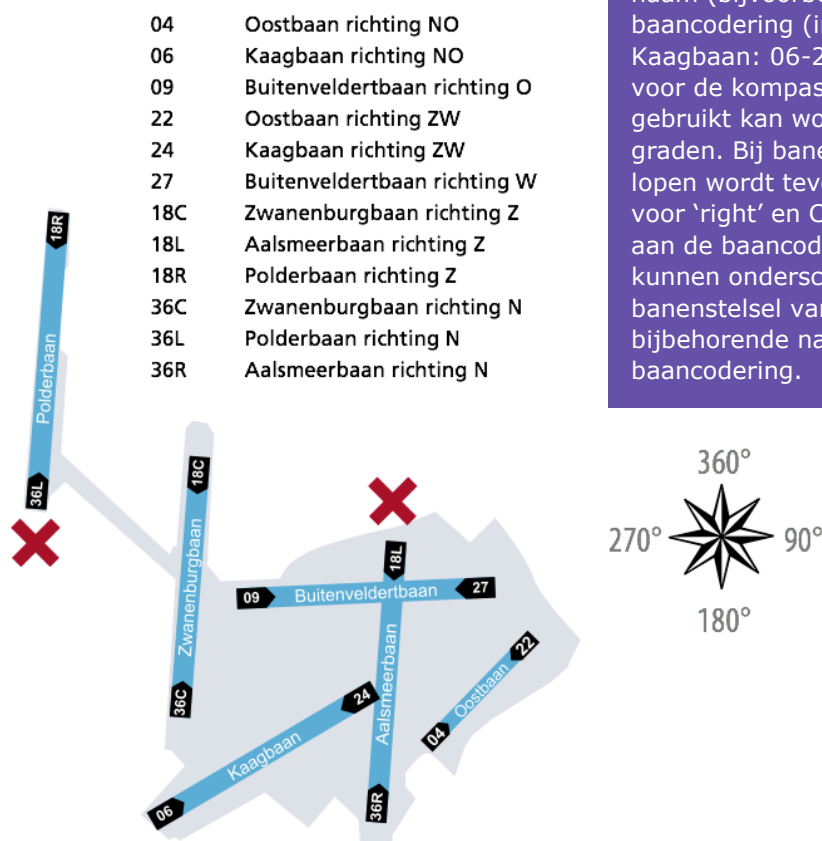 04 Oostbaan richting NO
06 Kaagbaan richting NO
09 Buitenveldertbaan richting O
22 Oostbaan richting ZW
24 Kaagbaan richting ZW
27 Buitenveldertbaan richting W
18C Zwanenburgbaan richting Z
18L Aalsmeerbaan richting Z
18R Polderbaan richting Z
36C Zwanenburgbaan richting N
36L Polderbaan richting N
36R Aalsmeerbaan richting N
baancodering
Kaagbaan: 06-2
voor de kompas
gebruikt kan wo
graden. Bij bane
lopen wordt teve
voor ‘right’ en C
aan de baancod
kunnen ondersc
banenstelsel va
bijbehorende na
baancodering.
18R
Polderbaan
36L
18C
Zwanenburgbaan
36C
18L
Aalsmeerbaan
36R
09 Buitenveldertbaan 27
22
Oostbaan
04
24
Kaagbaan
06
360°
270° 90°
180°